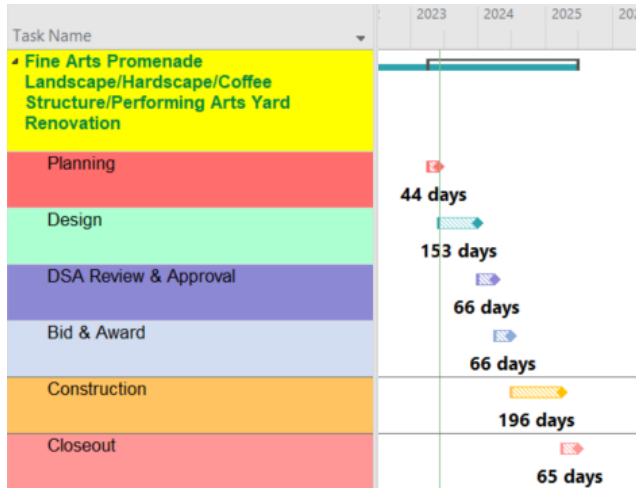 2023 2024 2025 202
Task Name
Fine Arts Promenade
Landscape/Hardscape/Coffee
Structure/Performing Arts Yard
Renovation
Planning
44 days
Design
153 days
DSA Review & Approval
66 days
Bid & Award
66 days
Construction
196 days
Closeout
65 days